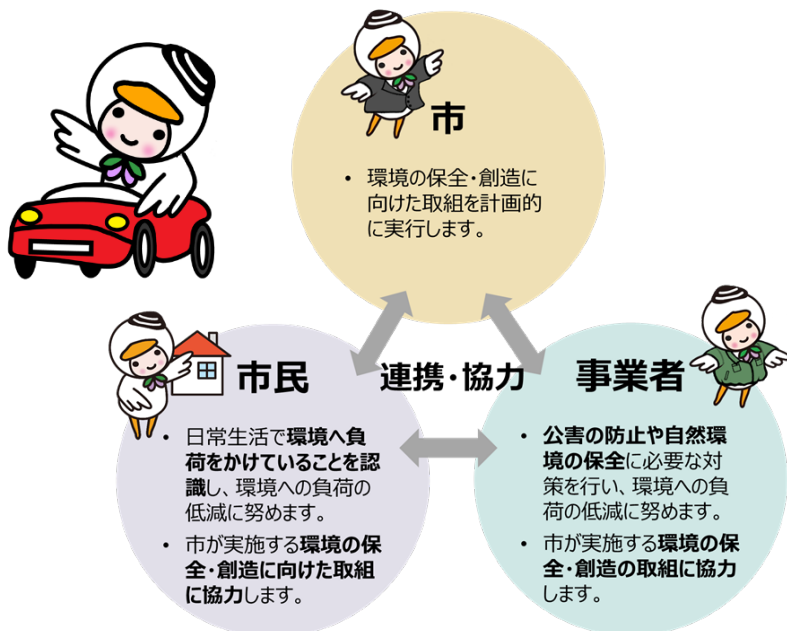 市
• 環境の保全・創造に
向けた取組を計画的
に実行します。
市民
連携・協力
事業者
• 日常生活で環境へ負
荷をかけていることを認
識し、環境への負荷の
低減に努めます。
• 市が実施する環境の保
全・創造に向けた取組
に協力します。
• 公害の防止や自然環
境の保全に必要な対
策を行い、環境への負
荷の低減に努めます。
• 市が実施する環境の保
全・創造の取組に協力
します。